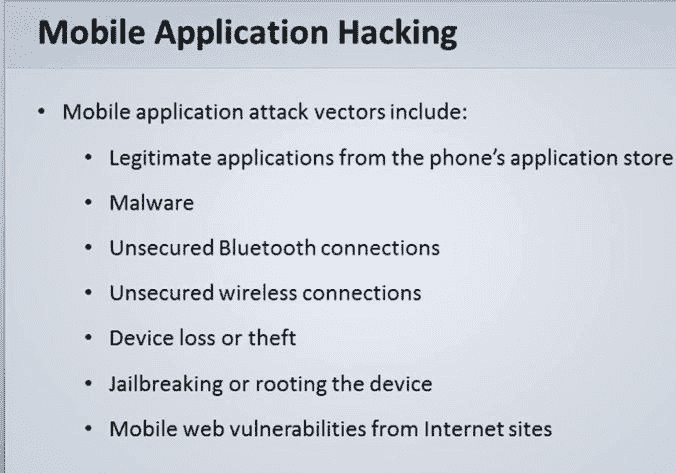 Mobile Application Hacking
• Mobile application attack vectors include:
• Legitimate applications from the phone's application store
• Malware
• Unsecured Bluetooth connections
• Unsecured wireless connections
• Device loss or theft
• Jailbreaking or rooting the device
• Mobile web vulnerabilities from Internet sites